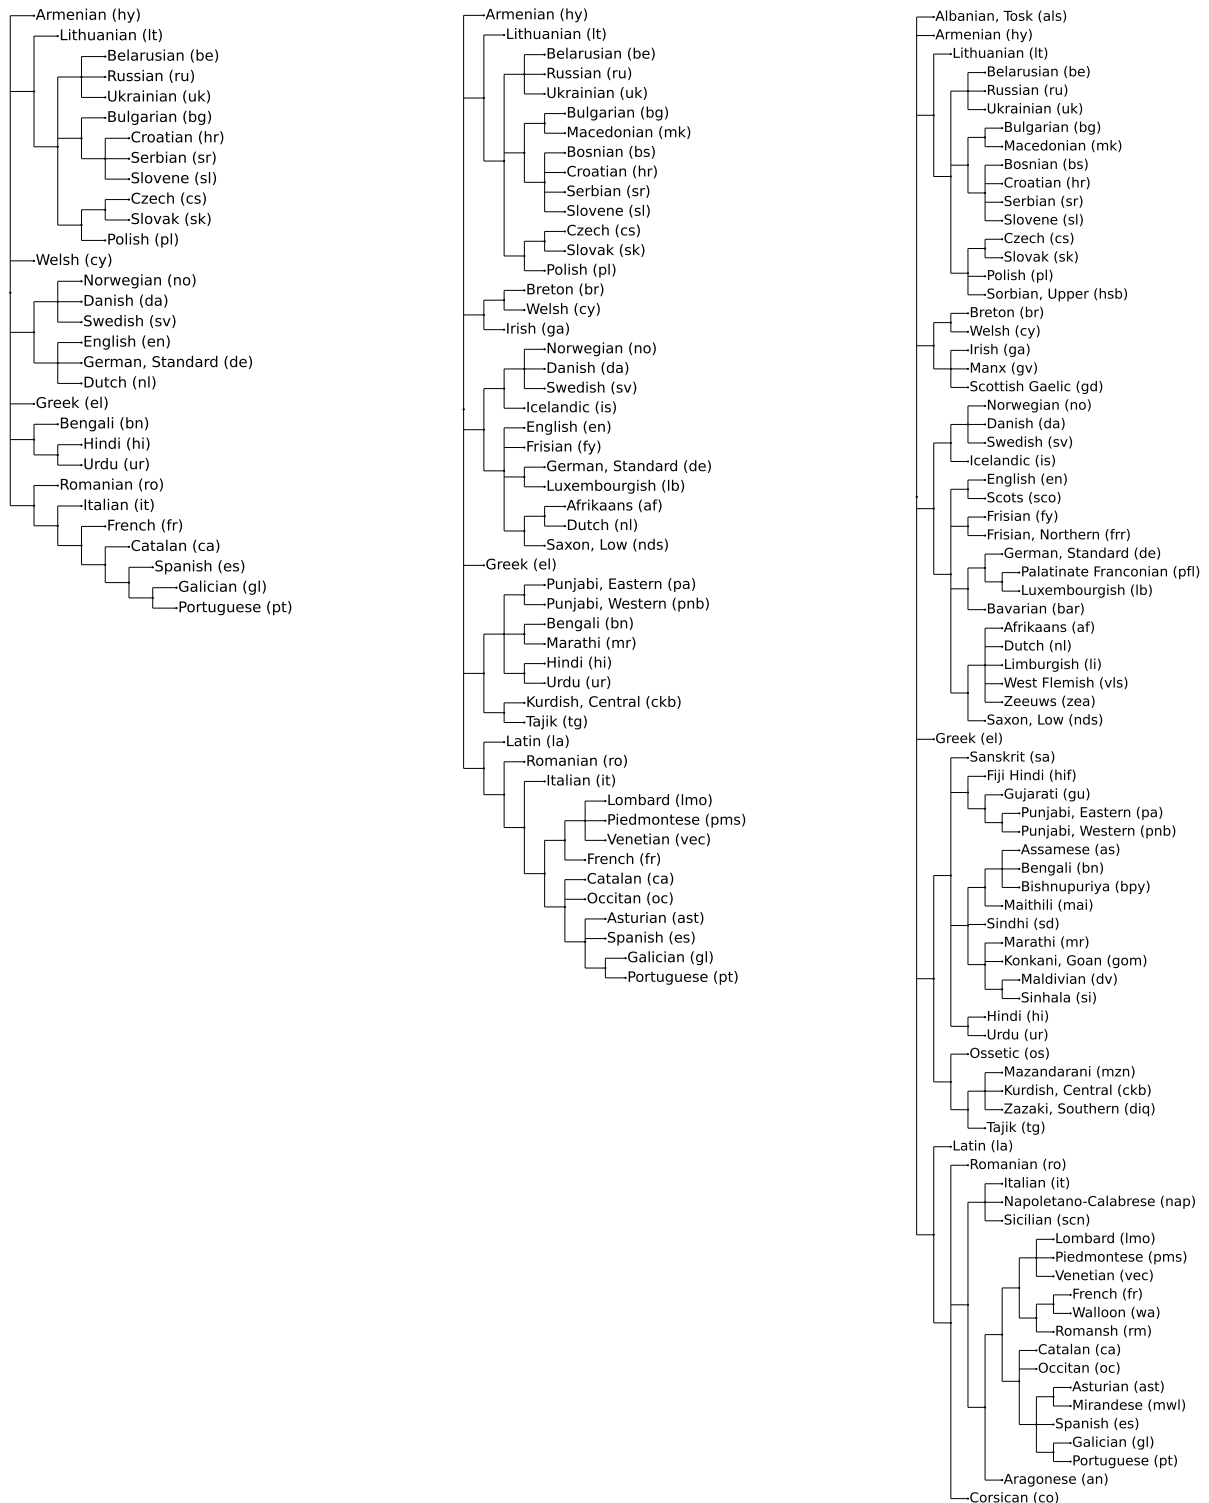 Armenian (hy)
Lithuanian (lt)
Belarusian (be)
Russian (ru)
Ukrainian (uk)
Bulgarian (bg)
Croatian (hr)
Serbian (sr)
Slovene (sl)
Czech (cs)
Slovak (sk)
Polish (pl)
Welsh (cy)
Norwegian (no)
Danish (da)
Swedish (sv)
English (en)
German, Standard (de)
Dutch (nl)
Greek (el)
Bengali (bn)
Hindi (hi)
Urdu (ur)
Romanian (ro)
Italian (it)
French (fr)
Catalan (ca)
Spanish (es)
Galician (gl)
Portuguese (pt)
Armenian (hy)
Lithuanian (lt)
Belarusian (be)
Russian (ru)
Ukrainian (uk)
Bulgarian (bg)
Macedonian (mk)
Bosnian (bs)
Croatian (hr)
Serbian (sr)
Slovene (sl)
Czech (cs)
Slovak (sk)
Polish (pl)
Breton (br)
Welsh (cy)
Irish (ga)
Norwegian (no)
Danish (da)
Swedish (sv)
Icelandic (is)
English (en)
Frisian (fy)
German, Standard (de)
Luxembourgish (lb)
Afrikaans (af)
Dutch (nl)
Saxon, Low (nds)
Greek (el)
Punjabi, Eastern (pa)
Punjabi, Western (pnb)
Bengali (bn)
Marathi (mr)
Hindi (hi)
Urdu (ur)
Kurdish, Central (ckb)
Tajik (tg)
Latin (la)
Romanian (ro)
Italian (it)
Lombard (lmo)
Piedmontese (pms)
Venetian (vec)
French (fr)
Catalan (ca)
Occitan (oc)
Asturian (ast)
Spanish (es)
Galician (gl)
Portuguese (pt)
Albanian, Tosk (als)
Armenian (hy)
Lithuanian (lt)
Belarusian (be)
Russian (ru)
Ukrainian (uk)
Bulgarian (bg)
Macedonian (mk)
Bosnian (bs)
Croatian (hr)
Serbian (sr)
Slovene (sl)
Czech (cs)
Slovak (sk)
Polish (pl)
Sorbian, Upper (hsb)
Breton (br)
Welsh (cy)
Irish (ga)
Manx (gv)
Scottish Gaelic (gd)
Norwegian (no)
Danish (da)
Swedish (sv)
Icelandic (is)
English (en)
Scots (sco)
Frisian (fy)
Frisian, Northern (frr)
German, Standard (de)
Palatinate Franconian (pfl)
Luxembourgish (lb)
Bavarian (bar)
Afrikaans (af)
Dutch (nl)
Limburgish (li)
West Flemish (vls)
Zeeuws (zea)
Saxon, Low (nds)
Greek (el)
Sanskrit (sa)
Fiji Hindi (hif)
Gujarati (gu)
Punjabi, Eastern (pa)
Punjabi, Western (pnb)
Assamese (as)
Bengali (bn)
Bishnupuriya (bpy)
Maithili (mai)
Sindhi (sd)
Marathi (mr)
Konkani, Goan (gom)
Maldivian (dv)
Sinhala (si)
Hindi (hi)
Urdu (ur)
Ossetic (os)
Mazandarani (mzn)
Kurdish, Central (ckb)
Zazaki, Southern (diq)
Tajik (tg)
Latin (la)
Romanian (ro)
Italian (it)
Napoletano-Calabrese (nap)
Sicilian (scn)
Lombard (lmo)
Piedmontese (pms)
Venetian (vec)
French (fr)
Walloon (wa)
Romansh (rm)
Catalan (ca)
Occitan (oc)
Asturian (ast)
Mirandese (mwl)
Spanish (es)
Galician (gl)
Portuguese (pt)
Aragonese (an)
Corsican (co)